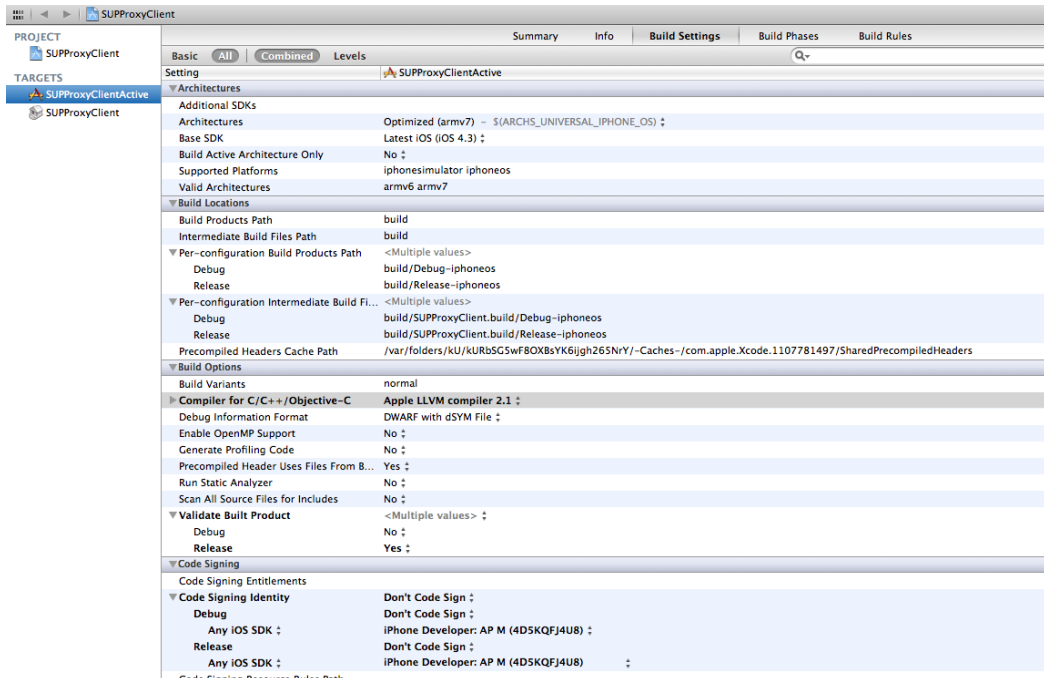 SUPProxyClient
PROJECT
SUPProxyClient
TARGETS
SUPProxyClientActive
SUPProxyClient
Summary Info Build Settings Build Phases Build Rules
Basic All Combined Levels
Setting SUPProxyClientActive
Architectures
Additional SDKs
Architectures Optimized (armv7) – $(ARCHS_UNIVERSAL_IPHONE_OS)
Base SDK Latest iOS (iOS 4.3)
Build Active Architecture Only No
Supported Platforms iphonesimulator iphoneos
Valid Architectures armv6 armv7
Build Locations
Build Products Path build
Intermediate Build Files Path build
Per-configuration Build Products Path <Multiple values>
Debug build/Debug-iphoneos
Release build/Release-iphoneos
Per-configuration Intermediate Build Fi... <Multiple values>
Debug build/SUPProxyClient.build/Debug-iphoneos
Release build/SUPProxyClient.build/Release-iphoneos
Precompiled Headers Cache Path /var/folders/kU/kURbSG5wF8OXBsYK6ijgh265NrY/-Caches-/com.apple.Xcode.1107781497/SharedPrecompiledHeaders
Build Options
Build Variants normal
Compiler for C/C++/Objective-C Apple LLVM compiler 2.1
Debug Information Format DWARF with dSYM File
Enable OpenMP Support No
Generate Profiling Code No
Precompiled Header Uses Files From B... Yes
Run Static Analyzer No
Scan All Source Files for Includes No
Validate Built Product <Multiple values>
Debug No
Release Yes
Code Signing
Code Signing Entitlements
Code Signing Identity Don't Code Sign
Debug Don't Code Sign
Any iOS SDK iPhone Developer: AP M (4D5KQFJ4U8)
Release Don't Code Sign
Any iOS SDK iPhone Developer: AP M (4D5KQFJ4U8)
Code Signing Resource Rules Path